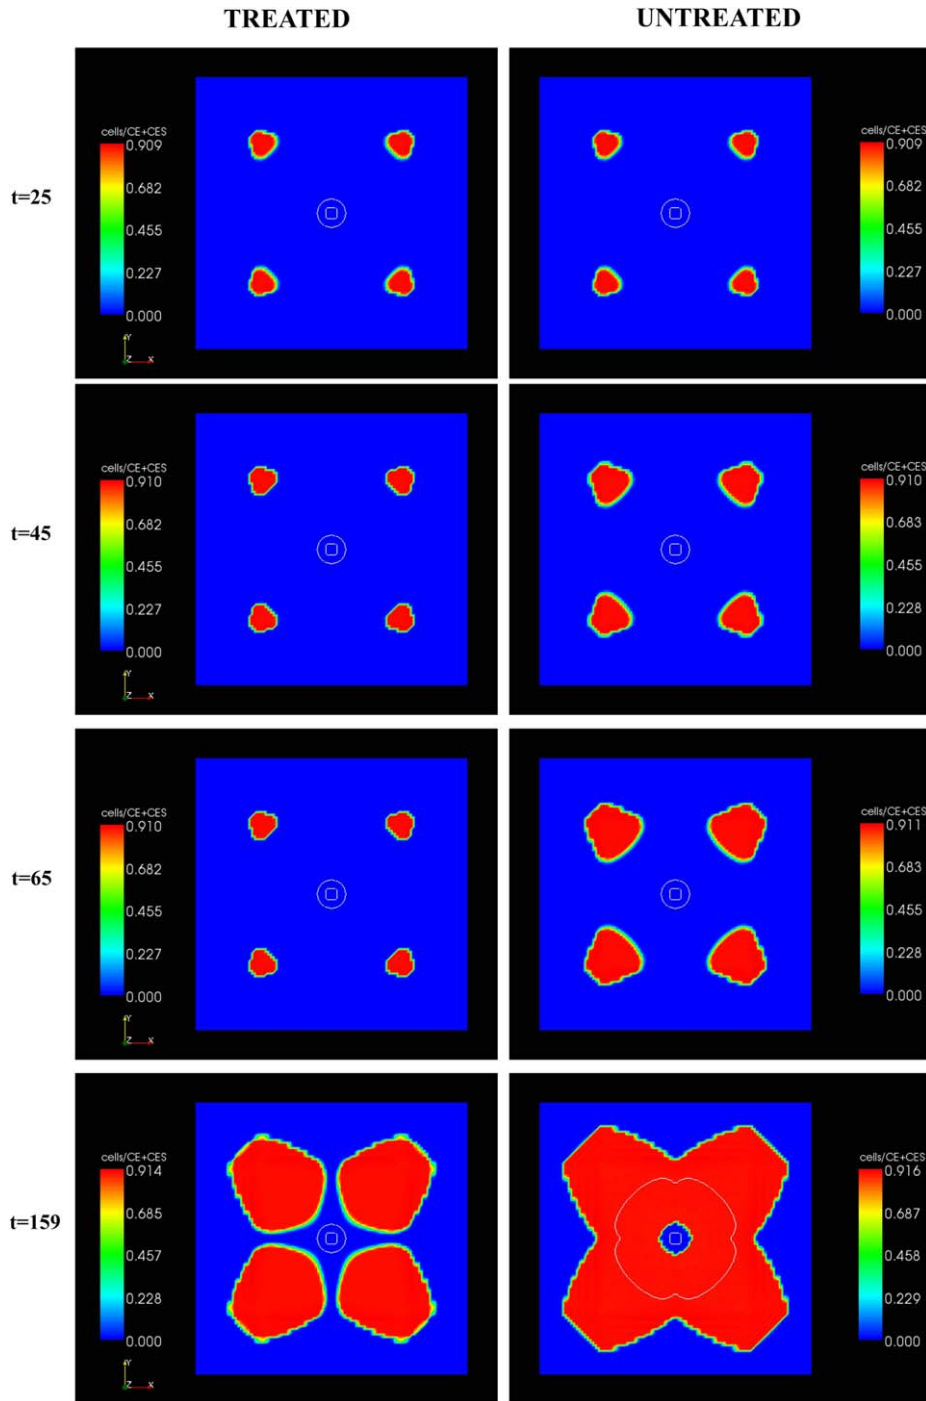 TREATED UNTREATED
t=25
cells/CE+CES
0.909
0.682
0.455
0.227
0.000
Y
Z X
cells/CE+CES
0.909
0.682
0.455
0.227
0.000
t=45
cells/CE+CES
0.910
0.682
0.455
0.227
0.000
Y
Z X
cells/CE+CES
0.910
0.683
0.455
0.228
0.000
t=65
cells/CE+CES
0.910
0.682
0.455
0.227
0.000
Y
Z X
cells/CE+CES
0.911
0.683
0.455
0.228
0.000
t=159
cells/CE+CES
0.914
0.685
0.457
0.228
0.000
Y
Z X
cells/CE+CES
0.916
0.687
0.458
0.229
0.000